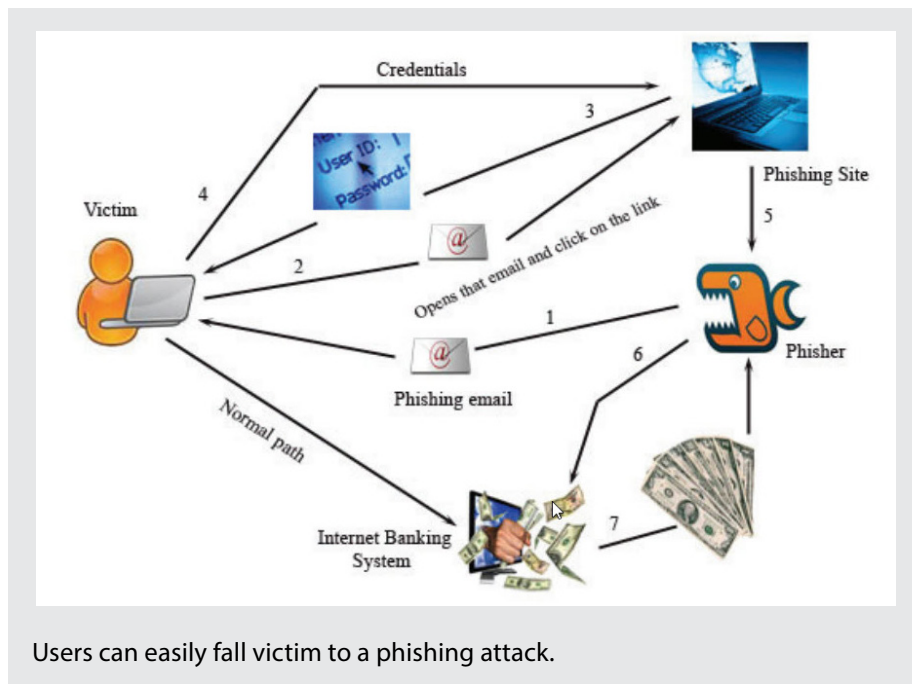 Credentials
3
User ID:
Password:
4
Phishing Site
Victim
5
2
Opens that email and click on the link
1
Phisher
6
Phishing email
Normal path
Internet Banking
System
7
Users can easily fall victim to a phishing attack.